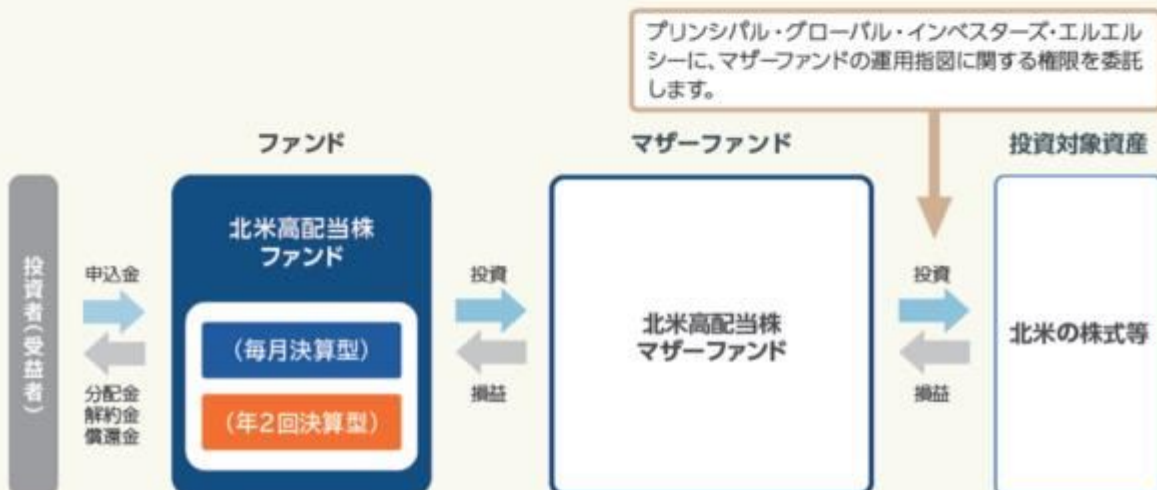 プリンシパル・グローバル・インベスターズ・エルエル
シーに、マザーファンドの運用指図に関する権限を委託
します。
ファンド
マザーファンド
投資対象資産
投資者(受益者)
申込金
分配金
解約金
償還金
北米高配当株
ファンド
(毎月決算型)
(年2回決算型)
投資
損益
北米高配当株
マザーファンド
投資
損益
北米の株式等